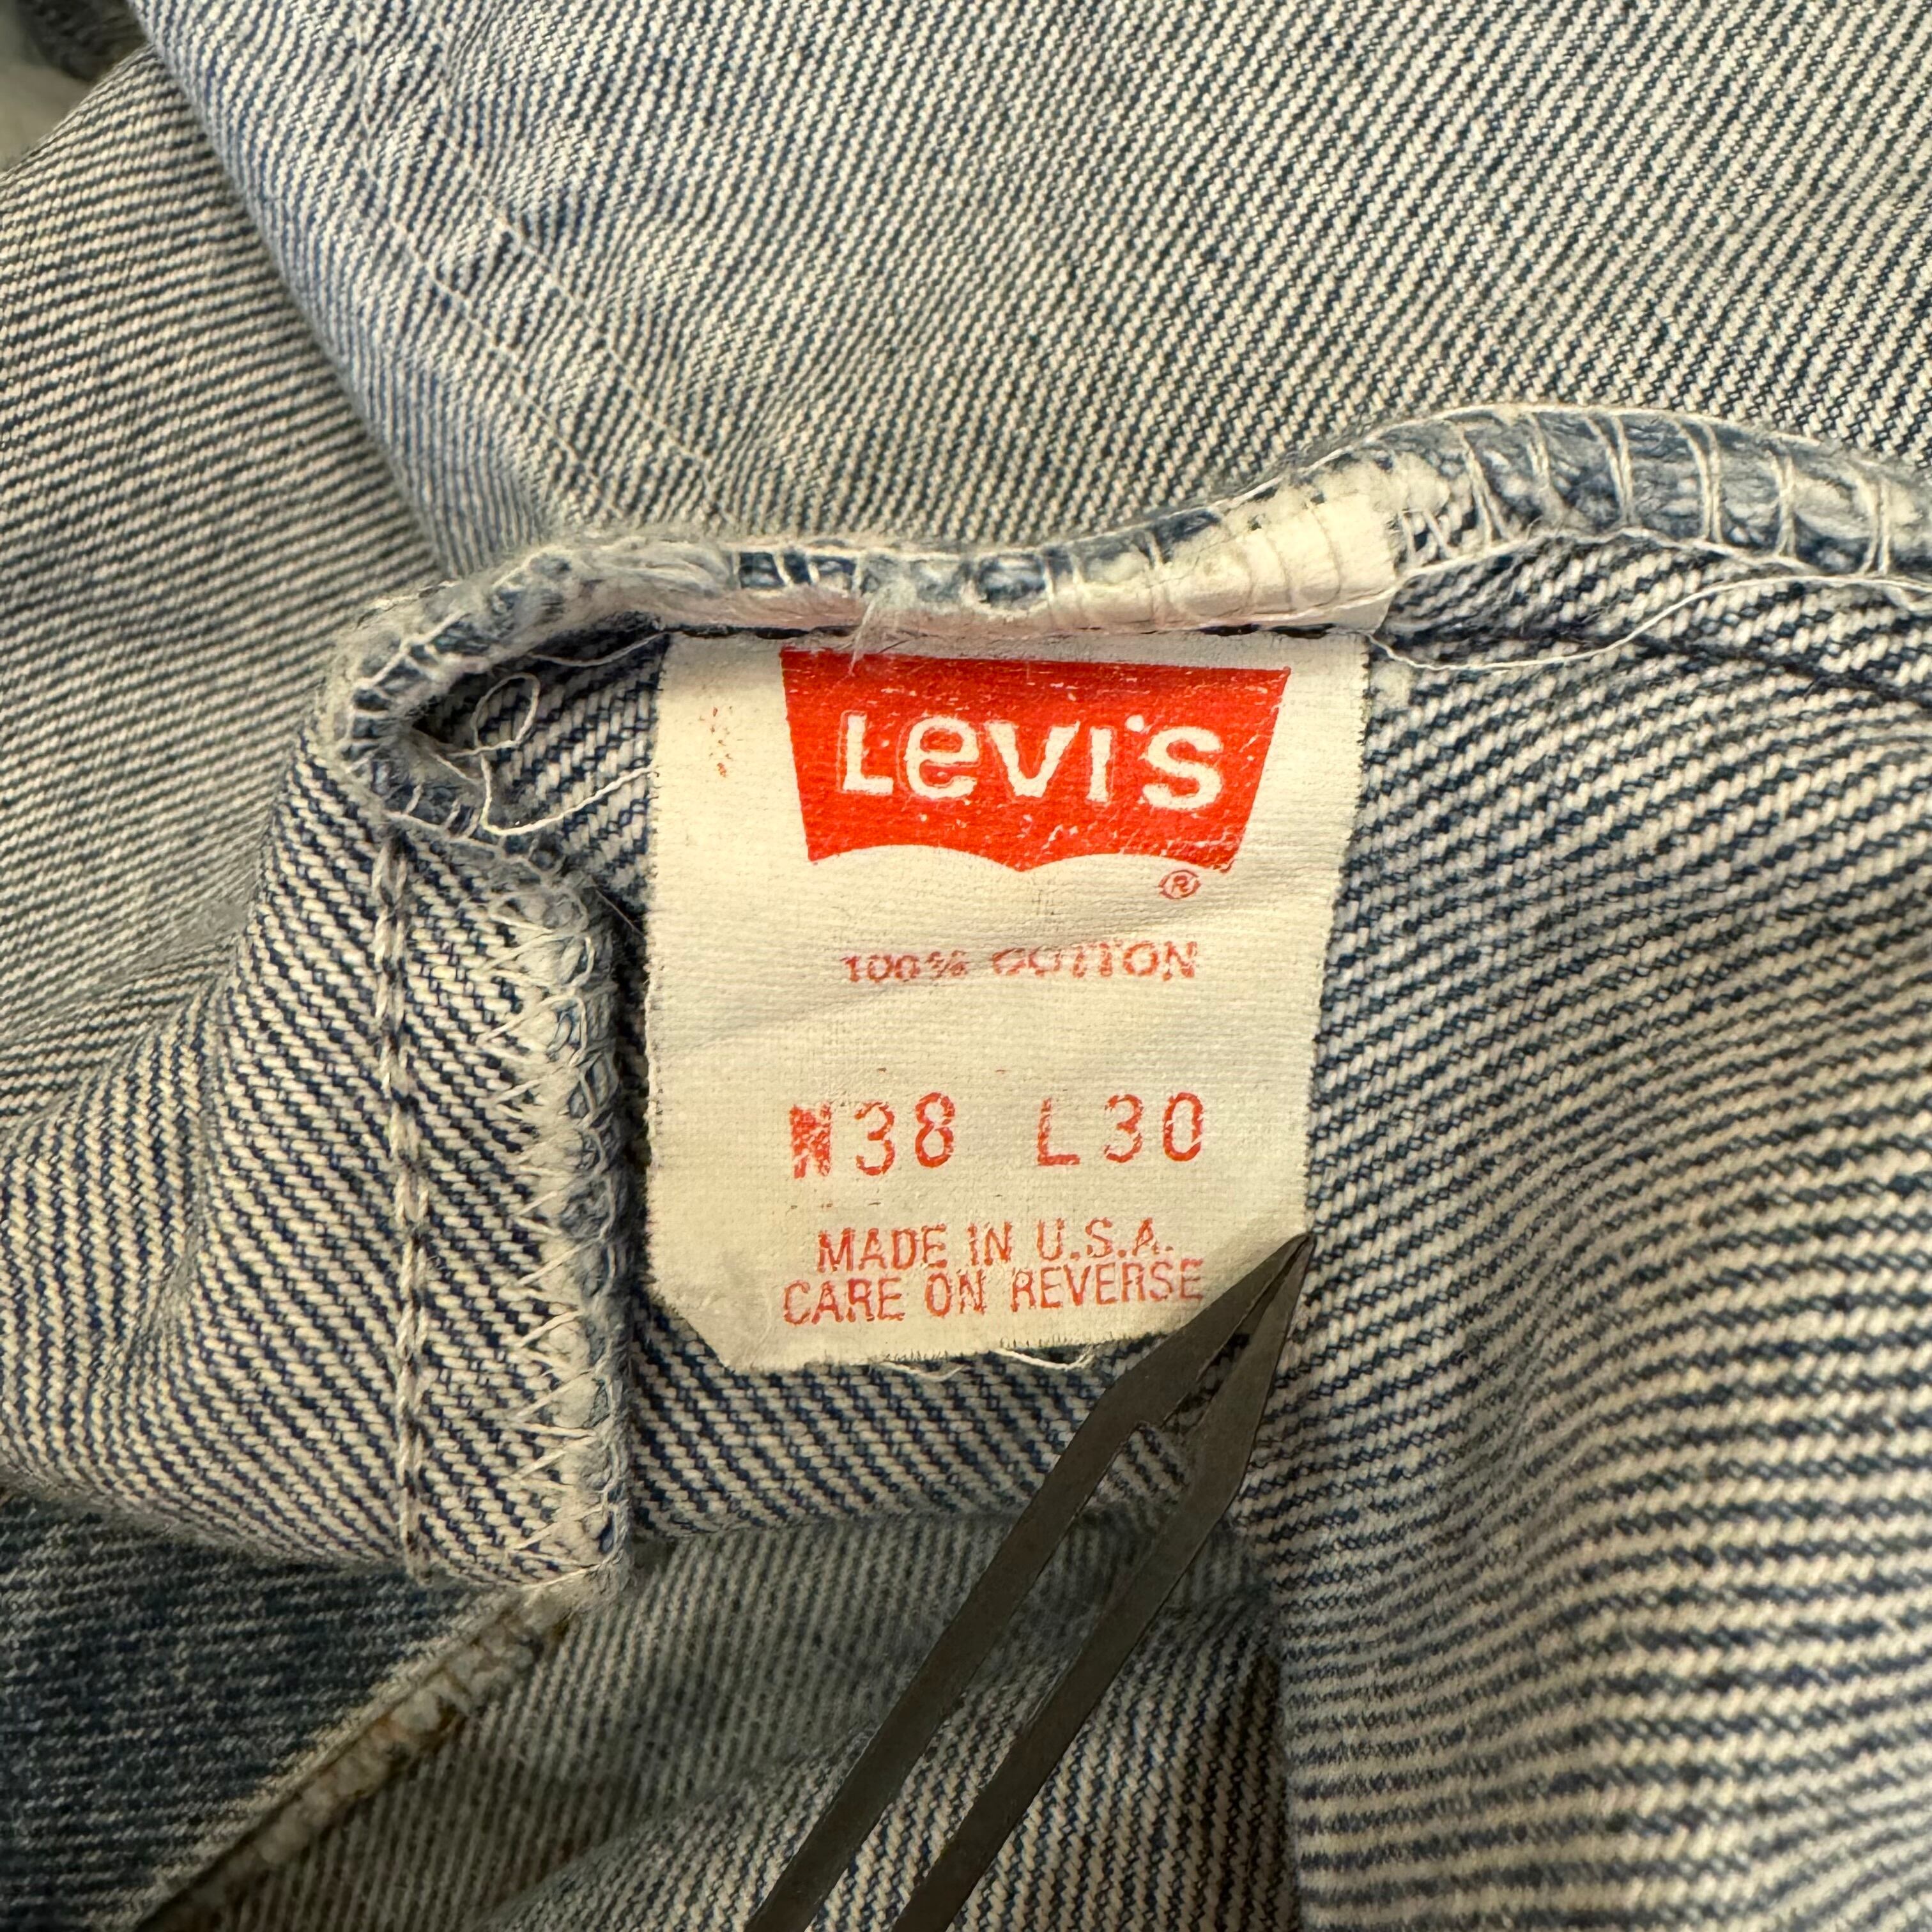 Levi's
®
100% COTTON
W38 L30
MADE IN U.S.A.
CARE ON REVERSE